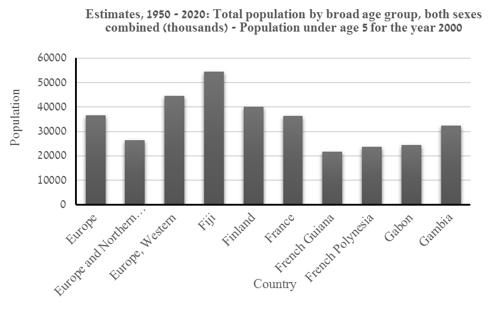 Estimates, 1950 - 2020: Total population by broad age group, both sexes
combined (thousands) - Population under age 5 for the year 2000
Population
60000
50000
40000
30000
20000
10000
0
Europe
Europe and Northern...
Europe, Western
Fiji
Finland
France
French Guiana
French Polynesia
Gabon
Gambia
Country